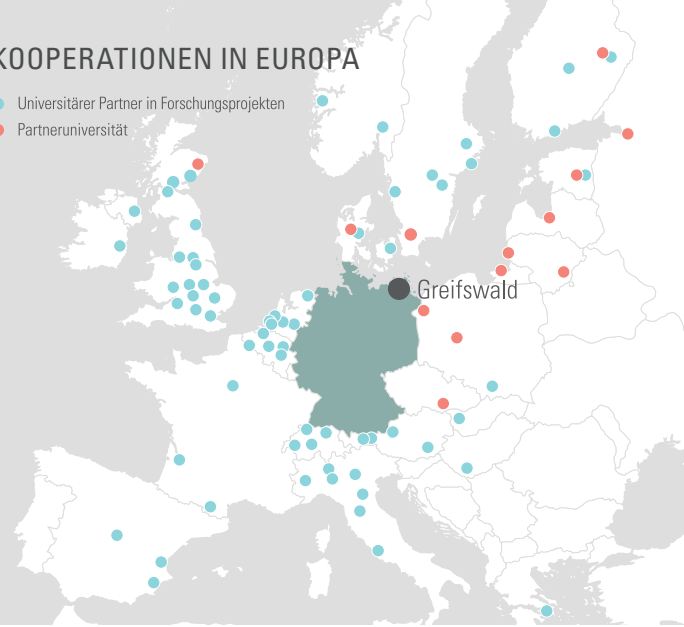 KOOPERATIONEN IN EUROPA
Universitärer Partner in Forschungsprojekten
Partneruniversität
Greifswald